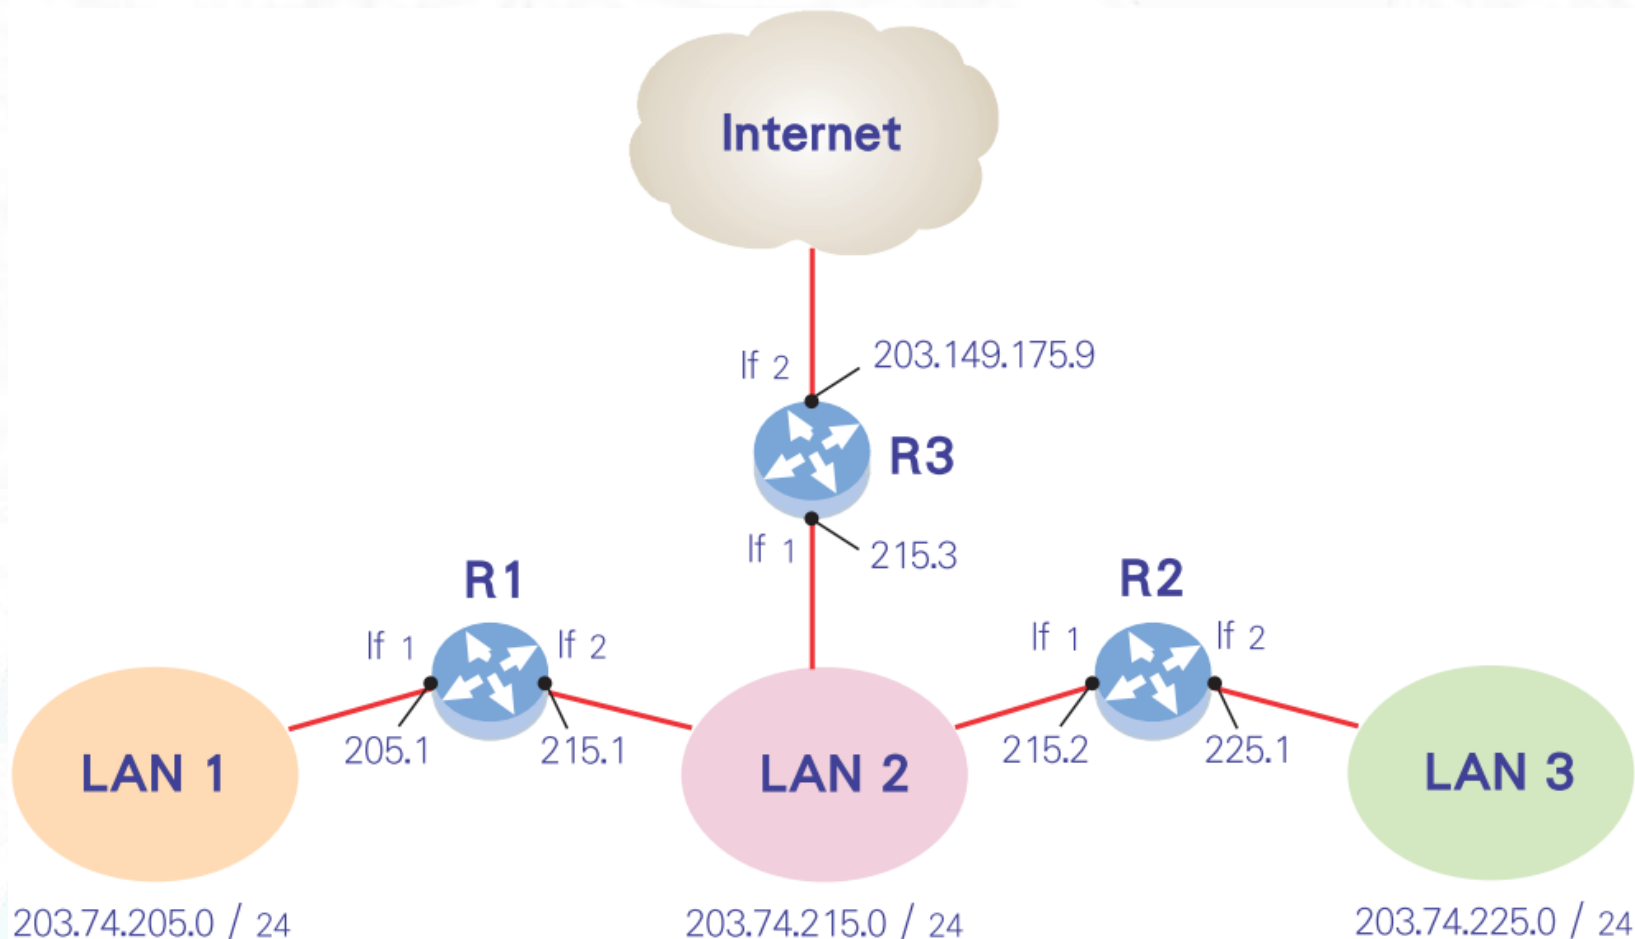 Internet
If 2
203.149.175.9
R3
If 1
215.3
R1
If 1
If 2
205.1
215.1
R2
If 1
If 2
215.2
225.1
LAN 1
LAN 2
LAN 3
203.74.205.0 / 24
203.74.215.0 / 24
203.74.225.0 / 24